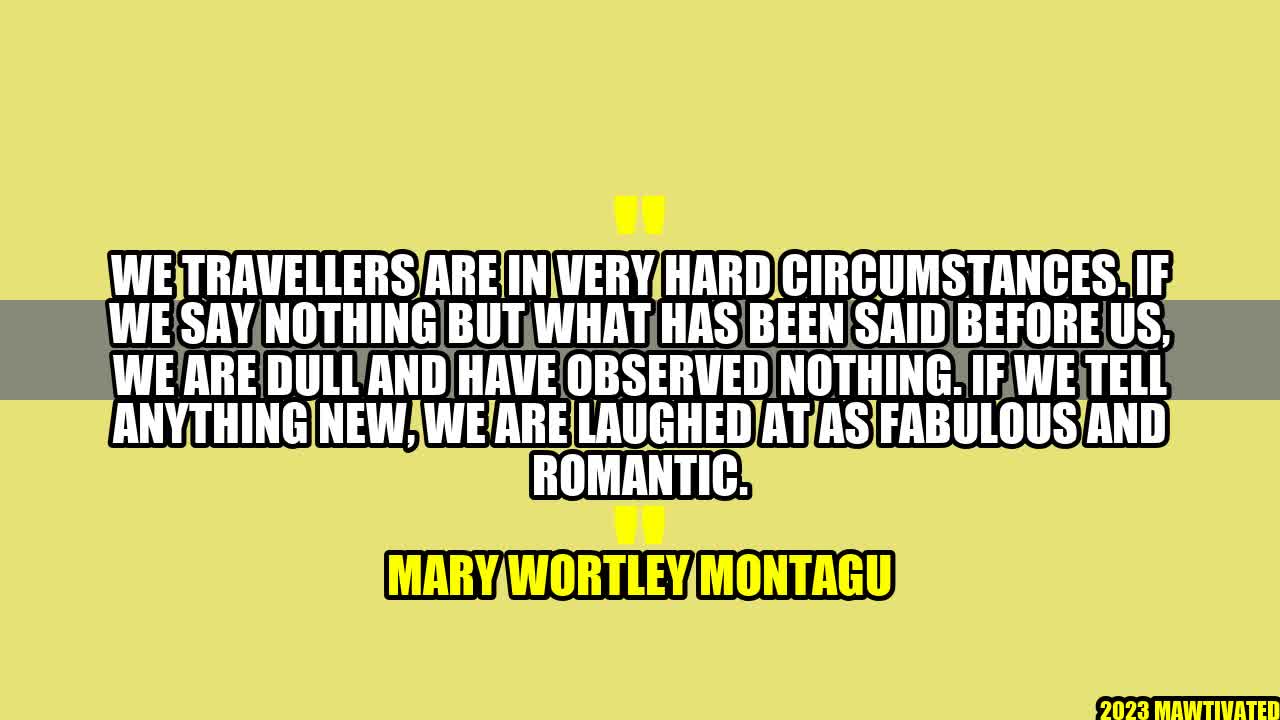 "
WE TRAVELLERS ARE IN VERY HARD CIRCUMSTANCES. IF
WE SAY NOTHING BUT WHAT HAS BEEN SAID BEFORE US,
WE ARE DULL AND HAVE OBSERVED NOTHING. IF WE TELL
ANYTHING NEW, WE ARE LAUGHED AT AS FABULOUS AND
ROMANTIC.
"
MARY WORTLEY MONTAGU
2023 MAWTIVATED